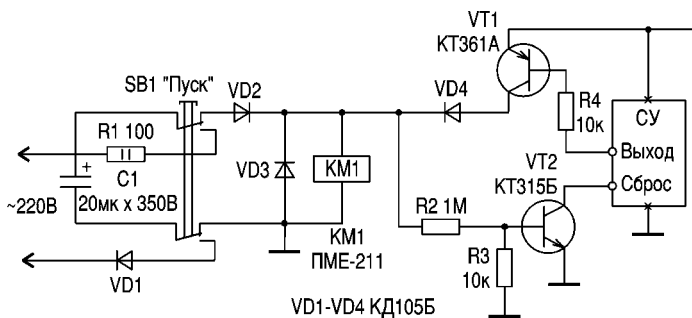 VT1
КТ361А
SB1 "Пуск"
VD2
VD4
R4
10к
СУ
R1 100
Выход
VD3
KM1
VT2
КТ315Б
Сброс
+
C1
~220В
20мк х 350В
R2 1М
KM1
ПМЕ-211
R3
10к
VD1
VD1-VD4 КД105Б